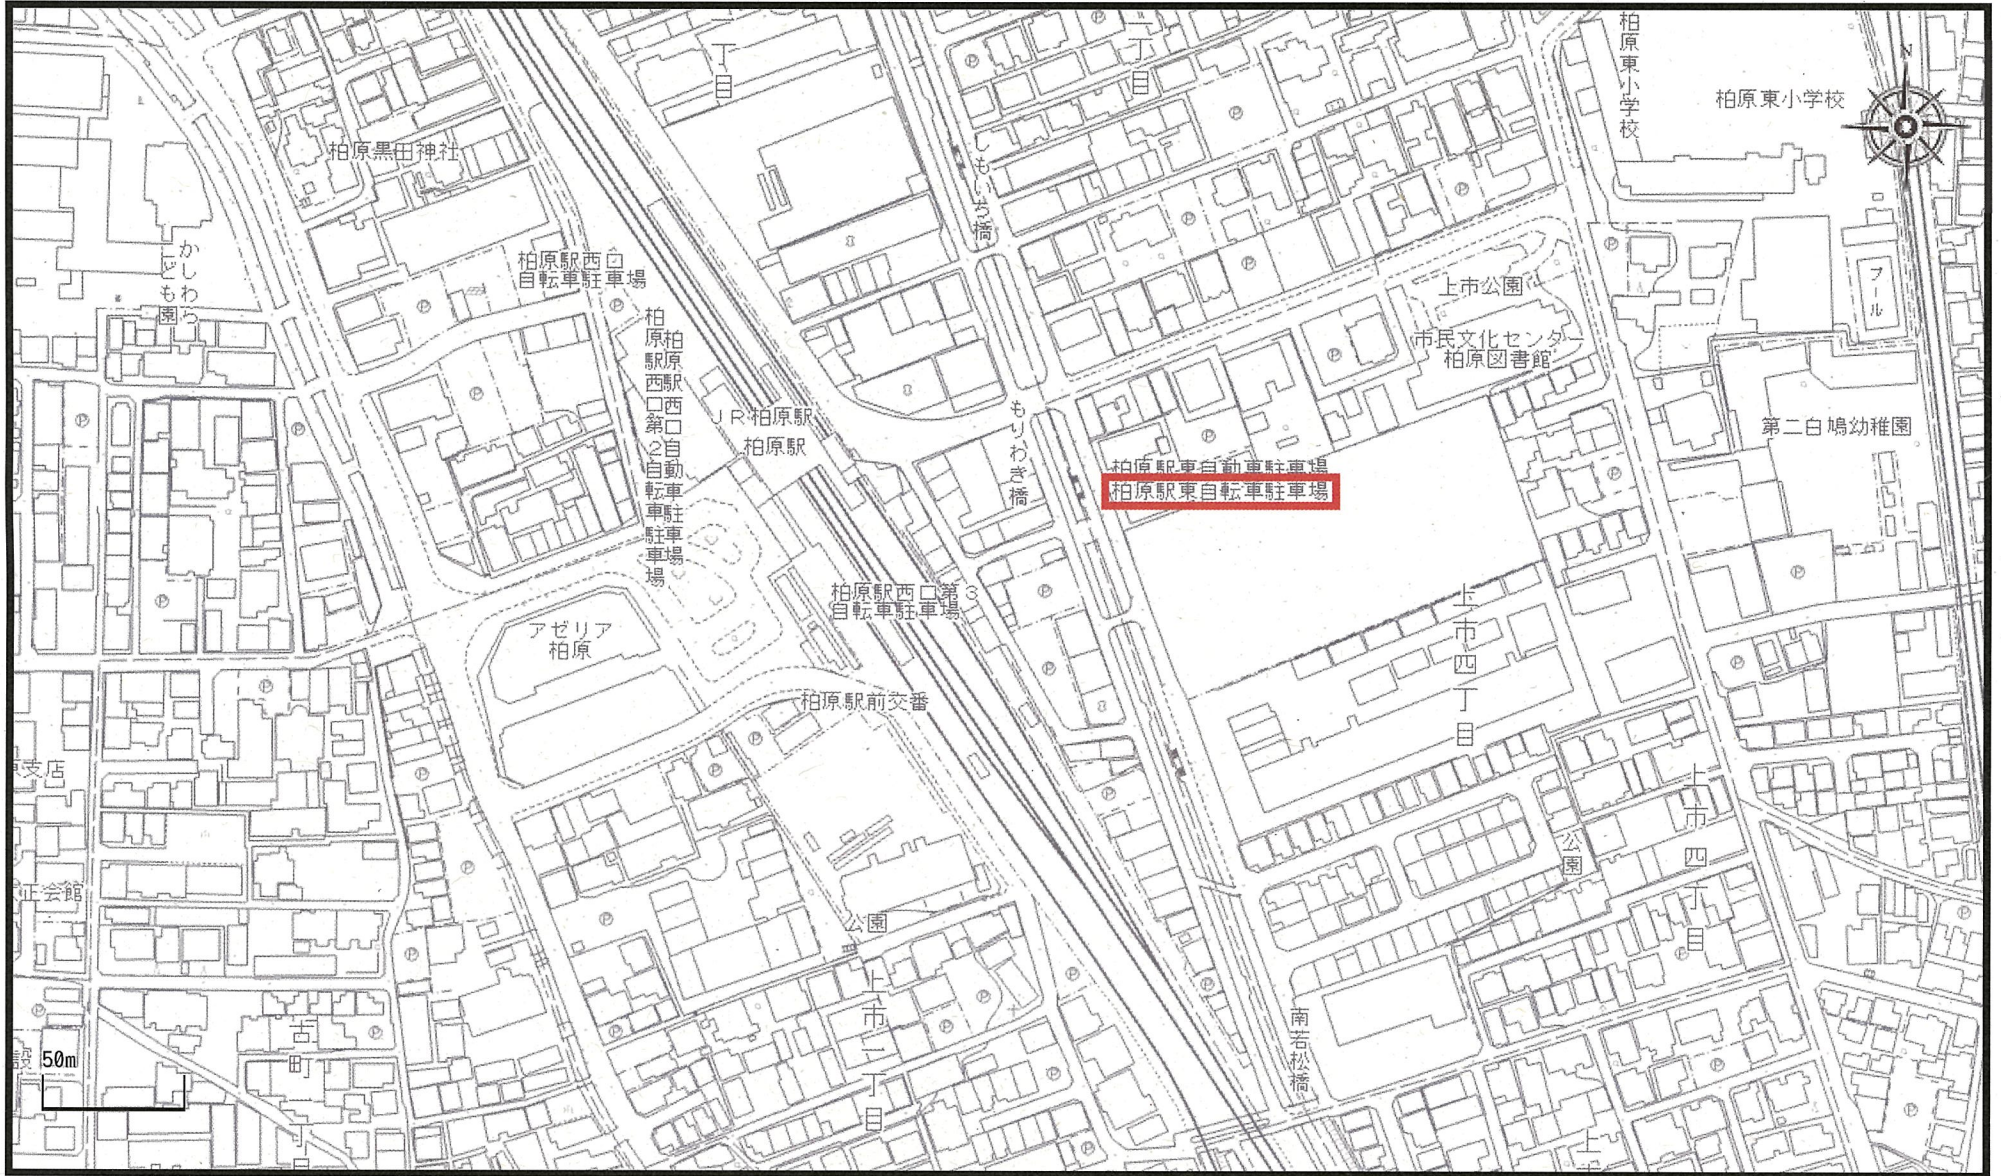 一丁目
二丁目
柏原東小学校
柏原東小学校
N
柏原黒田神社
しもいち橋
かしわら
こども園
柏原駅西口
自転車駐車場
上市公園
プール
柏原駅西口自動車駐車場
柏原駅西口第2自転車駐車場
市民文化センター
柏原図書館
JR柏原駅
柏原駅
もりわき橋
第二白鳩幼稚園
柏原駅東自動車駐車場
柏原駅東自転車駐車場
柏原駅西口第3
自転車駐車場
アゼリア
柏原
上市四丁目
柏原駅前交番
支店
上市四丁目
公園
正会館
公園
上市二丁目
南若松橋
古町一丁目
設
50m
上